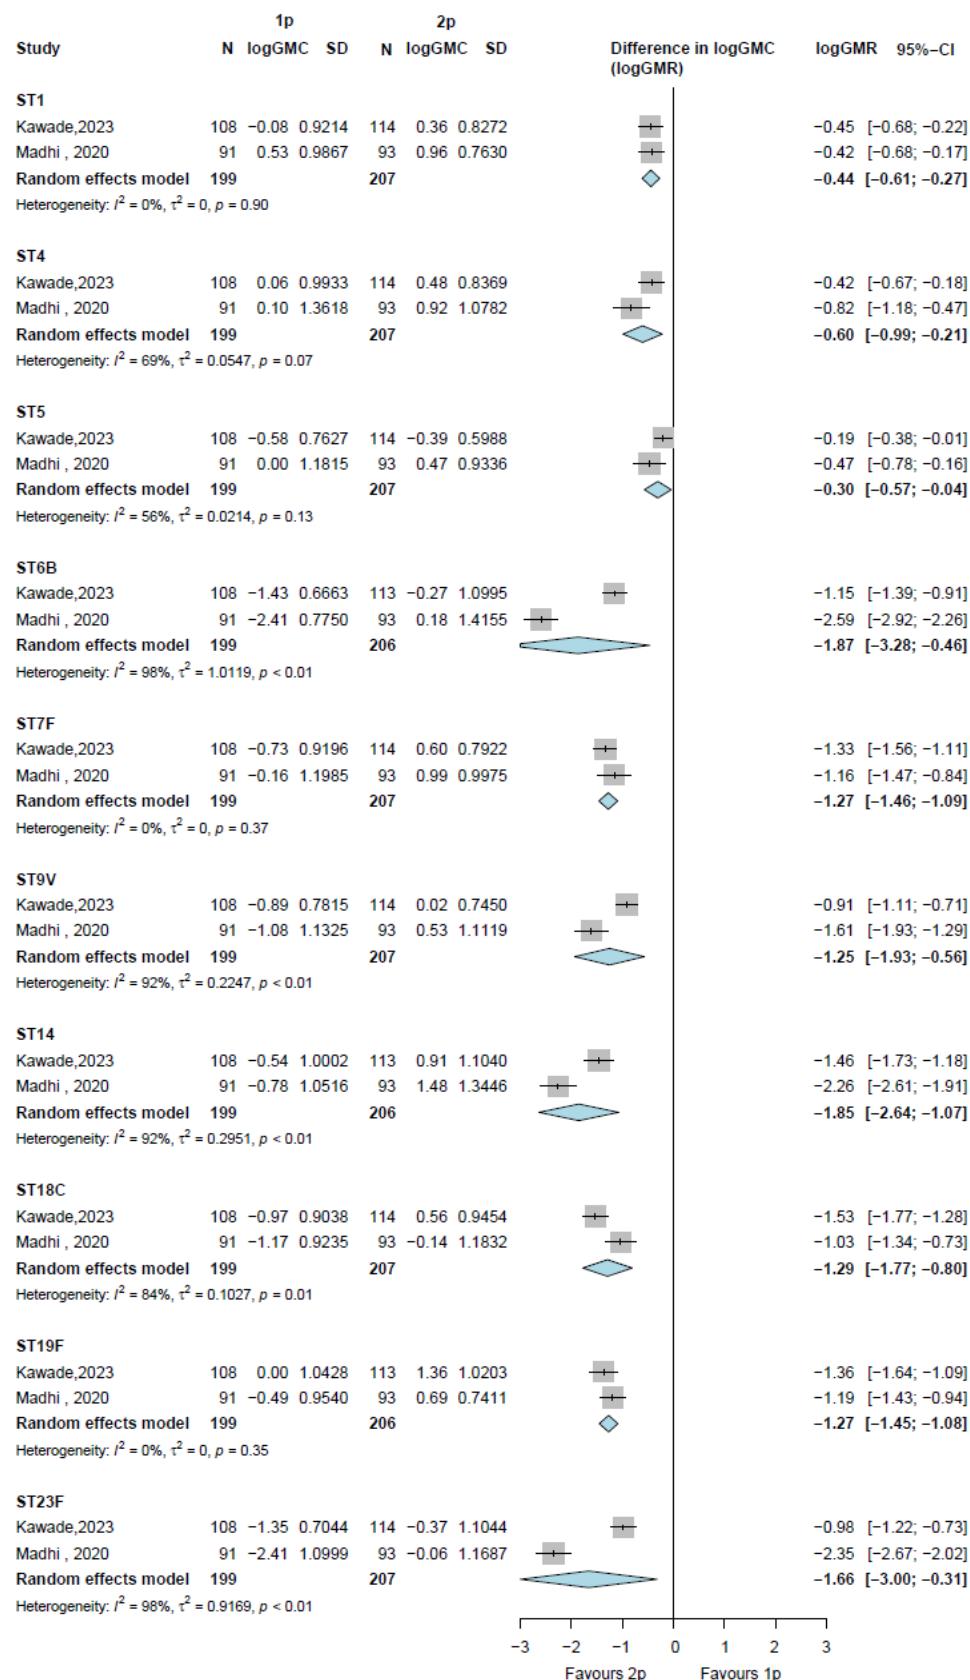 1p 2p
Study N logGMC SD N logGMC SD Difference in logGMC logGMR 95%−CI
(logGMR)
ST1
Kawade,2023 108 −0.08 0.9214 114 0.36 0.8272 −0.45 [−0.68; −0.22]
Madhi , 2020 91 0.53 0.9867 93 0.96 0.7630 −0.42 [−0.68; −0.17]
Random effects model 199 207 −0.44 [−0.61; −0.27]
Heterogeneity: I² = 0%, τ² = 0, p = 0.90
ST4
Kawade,2023 108 0.06 0.9933 114 0.48 0.8369 −0.42 [−0.67; −0.18]
Madhi , 2020 91 0.10 1.3618 93 0.92 1.0782 −0.82 [−1.18; −0.47]
Random effects model 199 207 −0.60 [−0.99; −0.21]
Heterogeneity: I² = 69%, τ² = 0.0547, p = 0.07
ST5
Kawade,2023 108 −0.58 0.7627 114 −0.39 0.5988 −0.19 [−0.38; −0.01]
Madhi , 2020 91 0.00 1.1815 93 0.47 0.9336 −0.47 [−0.78; −0.16]
Random effects model 199 207 −0.30 [−0.57; −0.04]
Heterogeneity: I² = 56%, τ² = 0.0214, p = 0.13
ST6B
Kawade,2023 108 −1.43 0.6663 113 −0.27 1.0995 −1.15 [−1.39; −0.91]
Madhi , 2020 91 −2.41 0.7750 93 0.18 1.4155 −2.59 [−2.92; −2.26]
Random effects model 199 206 −1.87 [−3.28; −0.46]
Heterogeneity: I² = 98%, τ² = 1.0119, p < 0.01
ST7F
Kawade,2023 108 −0.73 0.9196 114 0.60 0.7922 −1.33 [−1.56; −1.11]
Madhi , 2020 91 −0.16 1.1985 93 0.99 0.9975 −1.16 [−1.47; −0.84]
Random effects model 199 207 −1.27 [−1.46; −1.09]
Heterogeneity: I² = 0%, τ² = 0, p = 0.37
ST9V
Kawade,2023 108 −0.89 0.7815 114 0.02 0.7450 −0.91 [−1.11; −0.71]
Madhi , 2020 91 −1.08 1.1325 93 0.53 1.1119 −1.61 [−1.93; −1.29]
Random effects model 199 207 −1.25 [−1.93; −0.56]
Heterogeneity: I² = 92%, τ² = 0.2247, p < 0.01
ST14
Kawade,2023 108 −0.54 1.0002 113 0.91 1.1040 −1.46 [−1.73; −1.18]
Madhi , 2020 91 −0.78 1.0516 93 1.48 1.3446 −2.26 [−2.61; −1.91]
Random effects model 199 206 −1.85 [−2.64; −1.07]
Heterogeneity: I² = 92%, τ² = 0.2951, p < 0.01
ST18C
Kawade,2023 108 −0.97 0.9038 114 0.56 0.9454 −1.53 [−1.77; −1.28]
Madhi , 2020 91 −1.17 0.9235 93 −0.14 1.1832 −1.03 [−1.34; −0.73]
Random effects model 199 207 −1.29 [−1.77; −0.80]
Heterogeneity: I² = 84%, τ² = 0.1027, p = 0.01
ST19F
Kawade,2023 108 0.00 1.0428 113 1.36 1.0203 −1.36 [−1.64; −1.09]
Madhi , 2020 91 −0.49 0.9540 93 0.69 0.7411 −1.19 [−1.43; −0.94]
Random effects model 199 206 −1.27 [−1.45; −1.08]
Heterogeneity: I² = 0%, τ² = 0, p = 0.35
ST23F
Kawade,2023 108 −1.35 0.7044 114 −0.37 1.1044 −0.98 [−1.22; −0.73]
Madhi , 2020 91 −2.41 1.0999 93 −0.06 1.1687 −2.35 [−2.67; −2.02]
Random effects model 199 207 −1.66 [−3.00; −0.31]
Heterogeneity: I² = 98%, τ² = 0.9169, p < 0.01
−3 −2 −1 0 1 2 3
Favours 2p Favours 1p